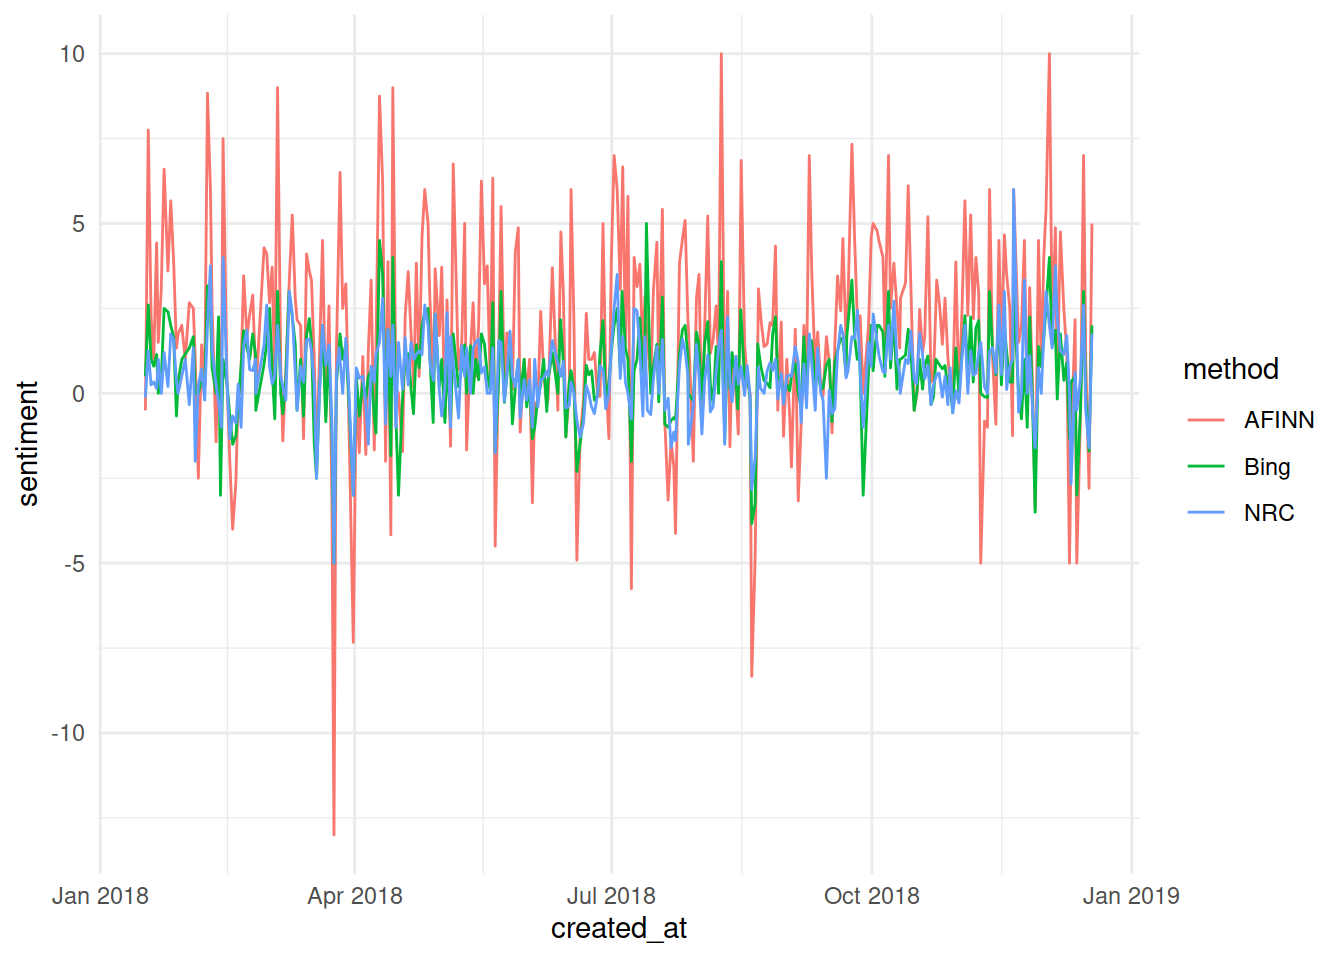 10
5
0
-5
-10
sentiment
Jan 2018 Apr 2018 Jul 2018 Oct 2018 Jan 2019
created_at
method
AFINN
Bing
NRC